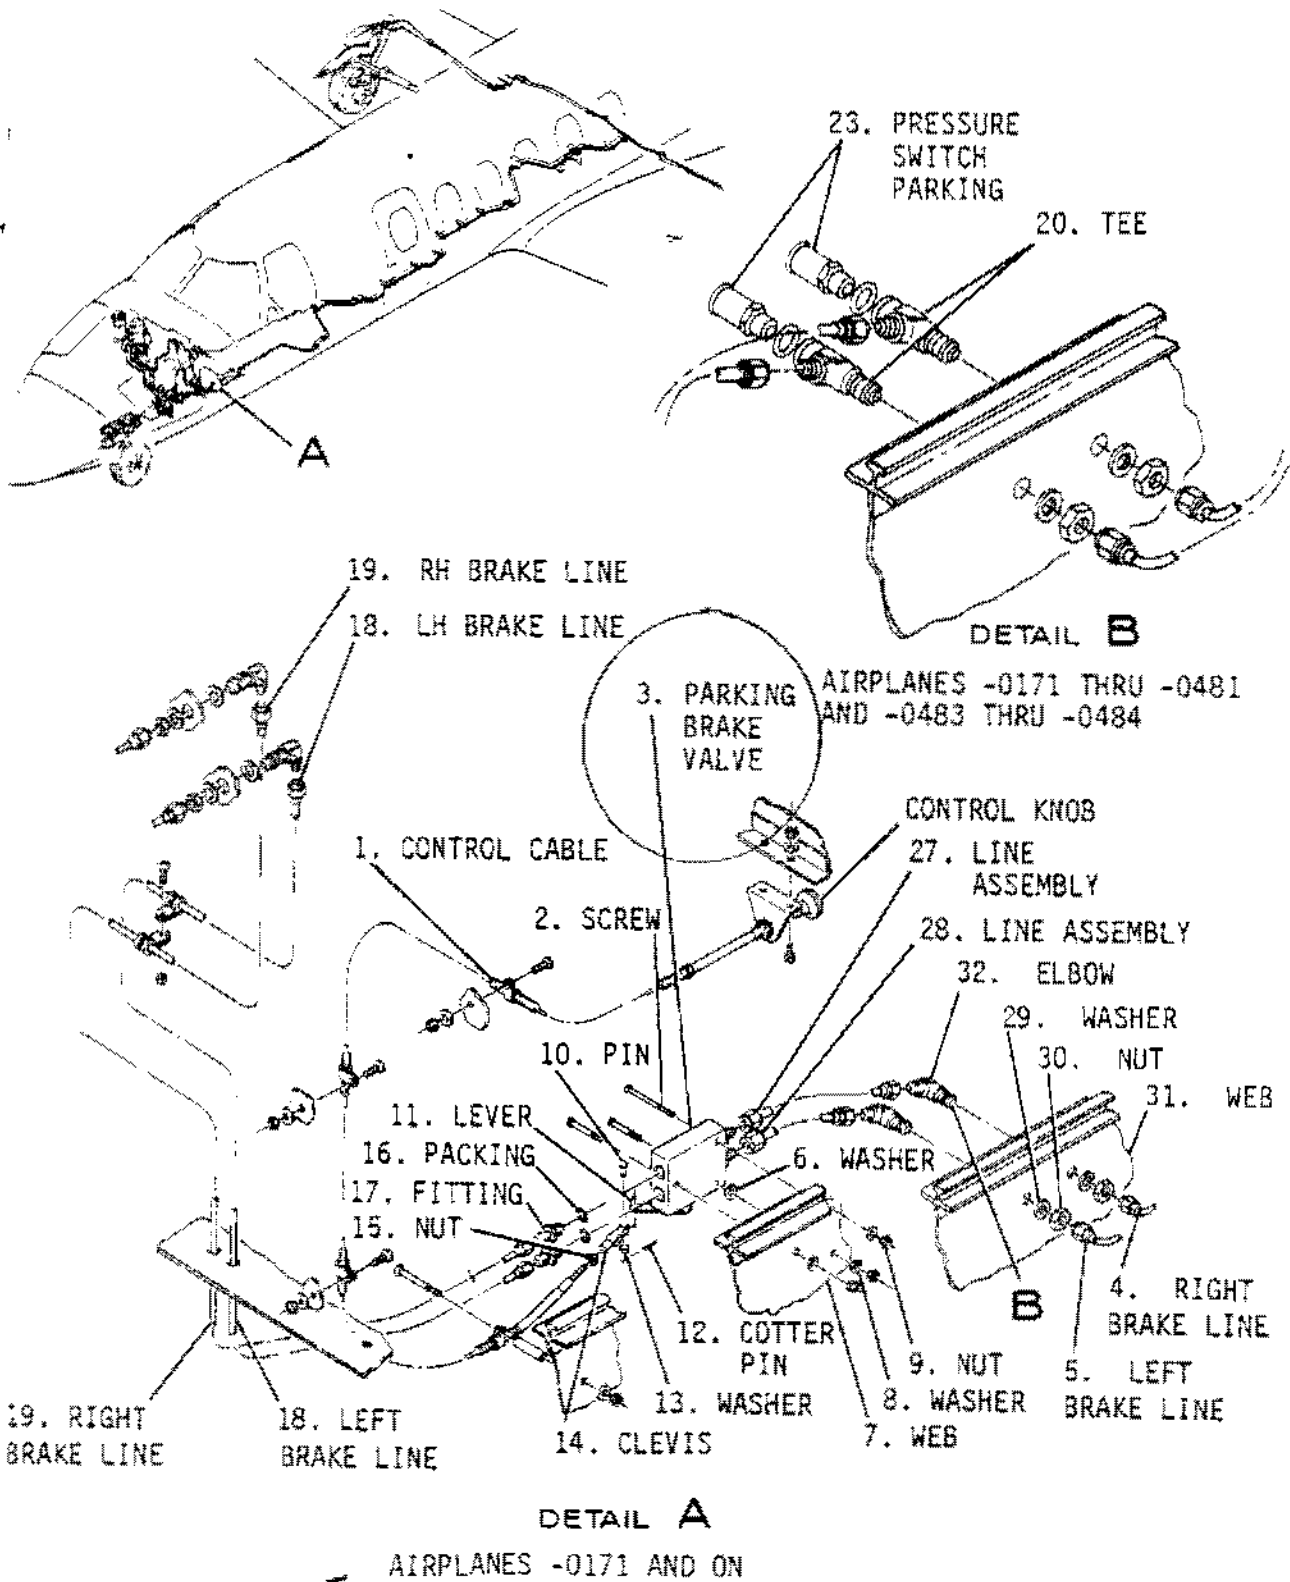 23. PRESSURE
SWITCH
PARKING
20. TEE
A
DETAIL B
AIRPLANES -0171 THRU -0481
AND -0483 THRU -0484
19. RH BRAKE LINE
18. LH BRAKE LINE
3. PARKING
BRAKE
VALVE
CONTROL KNOB
1. CONTROL CABLE
27. LINE
ASSEMBLY
2. SCREW
28. LINE ASSEMBLY
32. ELBOW
29. WASHER
10. PIN
30. NUT
31. WEB
11. LEVER
16. PACKING
6. WASHER
17. FITTING
15. NUT
B
4. RIGHT
BRAKE LINE
12. COTTER
PIN
9. NUT
5. LEFT
BRAKE LINE
13. WASHER
8. WASHER
7. WEB
14. CLEVIS
19. RIGHT
BRAKE LINE
18. LEFT
BRAKE LINE
DETAIL A
AIRPLANES -0171 AND ON